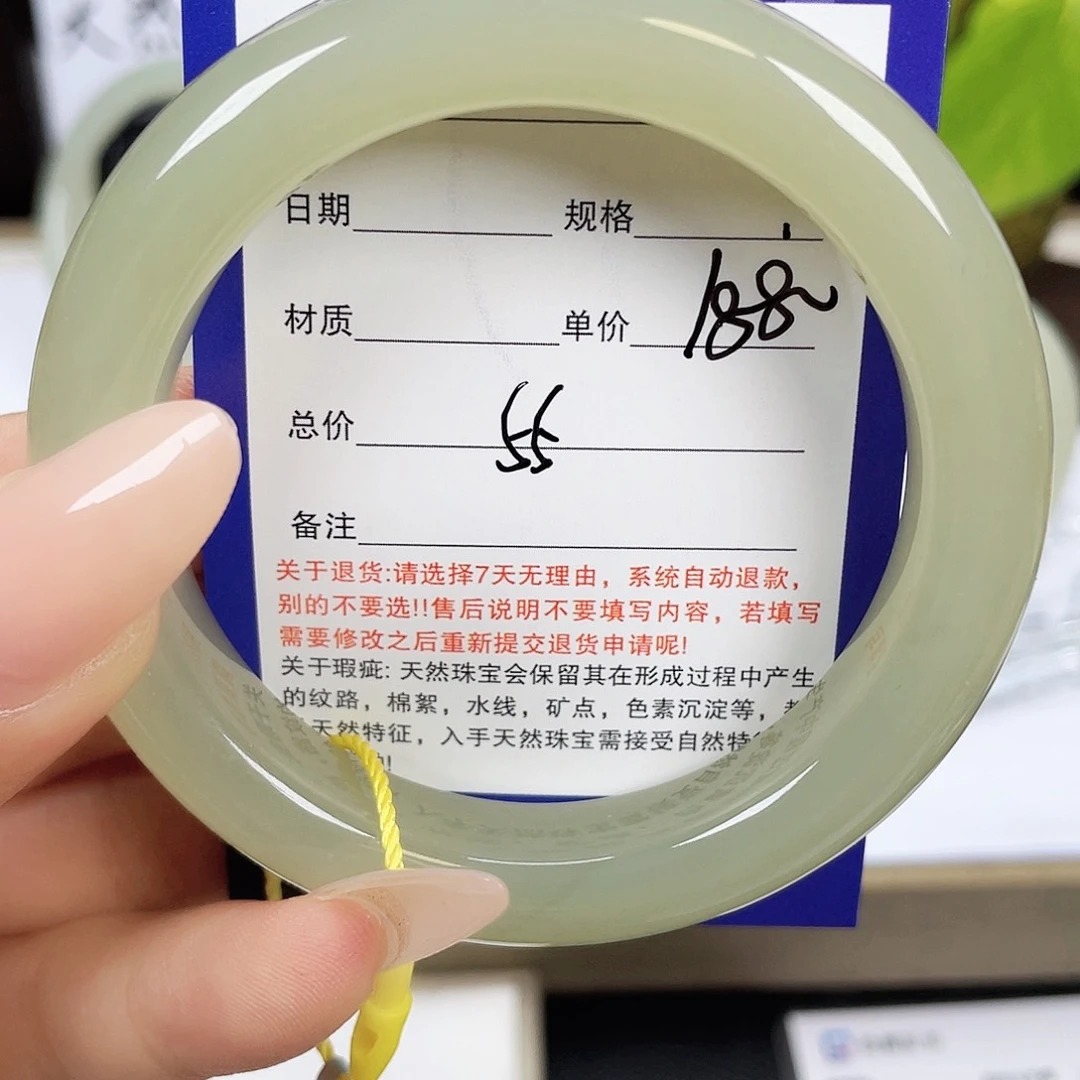 日期 规格
材质 单价 188
总价 55
备注
关于退货:请选择7天无理由，系统自动退款，
别的不要选!!售后说明不要填写内容，若填写
需要修改之后重新提交退货申请呢!
关于瑕疵: 天然珠宝会保留其在形成过程中产生
的纹路，棉絮，水线，矿点，色素沉淀等，
天然特征，入手天然珠宝需接受自然特